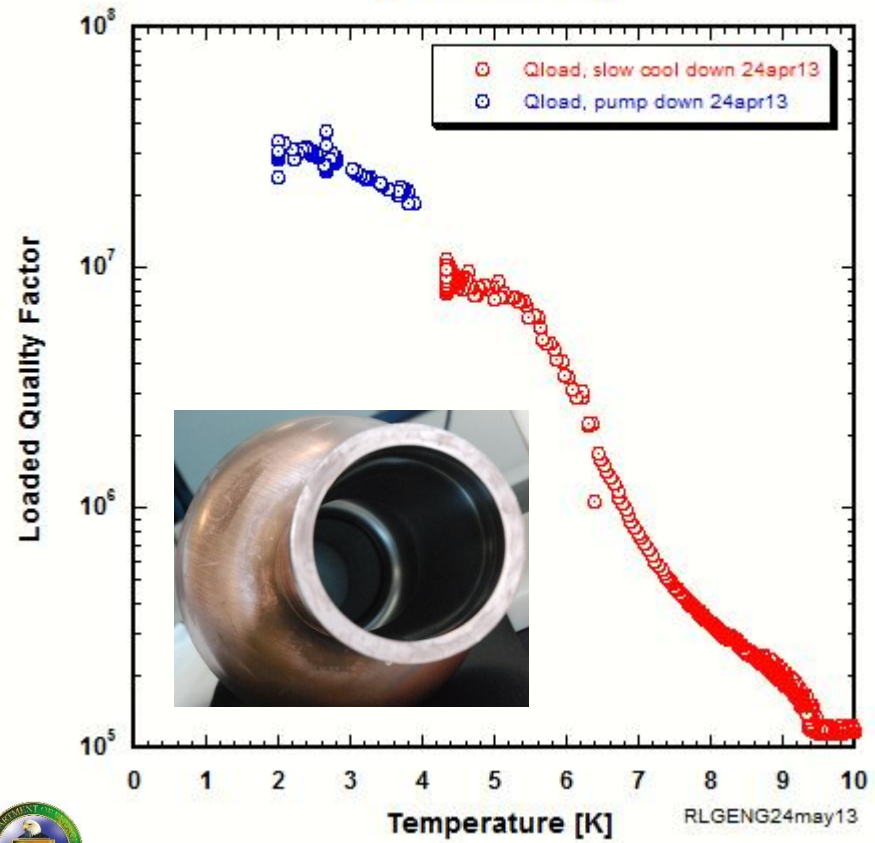 10⁸
Qload, slow cool down 24apr13
Qload, pump down 24apr13
10⁷
Loaded Quality Factor
10⁶
10⁵
0 1 2 3 4 5 6 7 8 9 10
Temperature [K]
RLGENG24may13